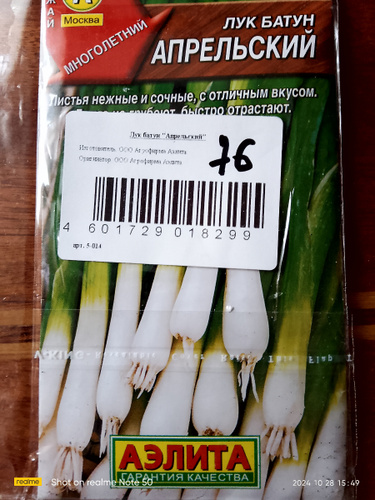 ЖАЙ
А
Москва
МНОГОЛЕТНИЙ
ЛУК БАТУН
АПРЕЛЬСКИЙ
Листья нежные и сочные, с отличным вкусом.
быстро отрастают.
Лук батун "Апрельский"
Изготовитель: ООО Агрофирма Аэлита
Оригинатор: ООО Агрофирма Аэлита
76
4 601729 018299
арт. 5-014
АЭЛИТА
ГАРАНТИЯ КАЧЕСТВА
realme
Shot on realme Note 50
2024 10 28 15:49